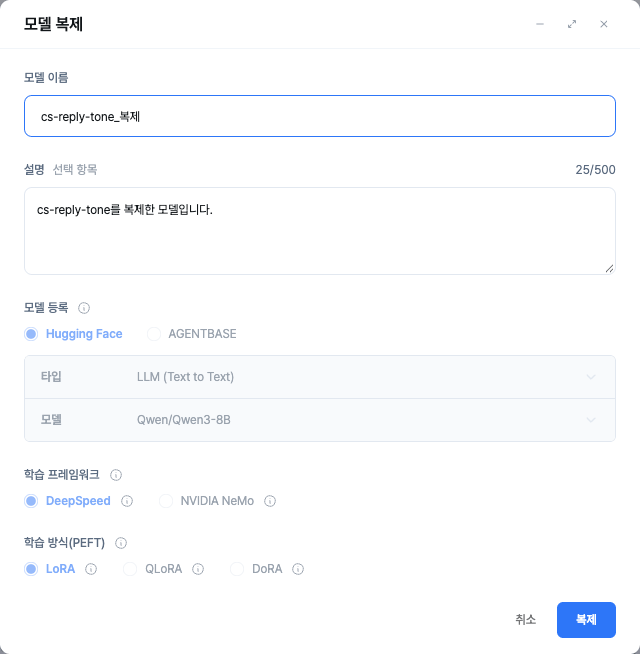 모델 복제
모델 이름
cs-reply-tone_복제
설명 선택 항목 25/500
cs-reply-tone를 복제한 모델입니다.
모델 등록
Hugging Face AGENTBASE
타입 LLM (Text to Text)
모델 Qwen/Qwen3-8B
학습 프레임워크
DeepSpeed NVIDIA NeMo
학습 방식(PEFT)
LoRA QLoRA DoRA
취소 복제